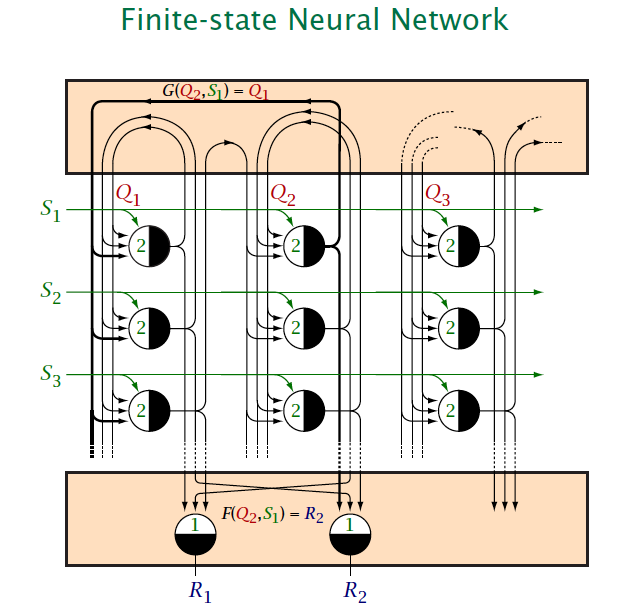 Finite-state Neural Network
G(Q₂,S₁) = Q₁
Q₁ Q₂ Q₃
S₁
2 2 2
S₂
2 2 2
S₃
2 2 2
F(Q₂,S₁) = R₂
1 1
R₁ R₂